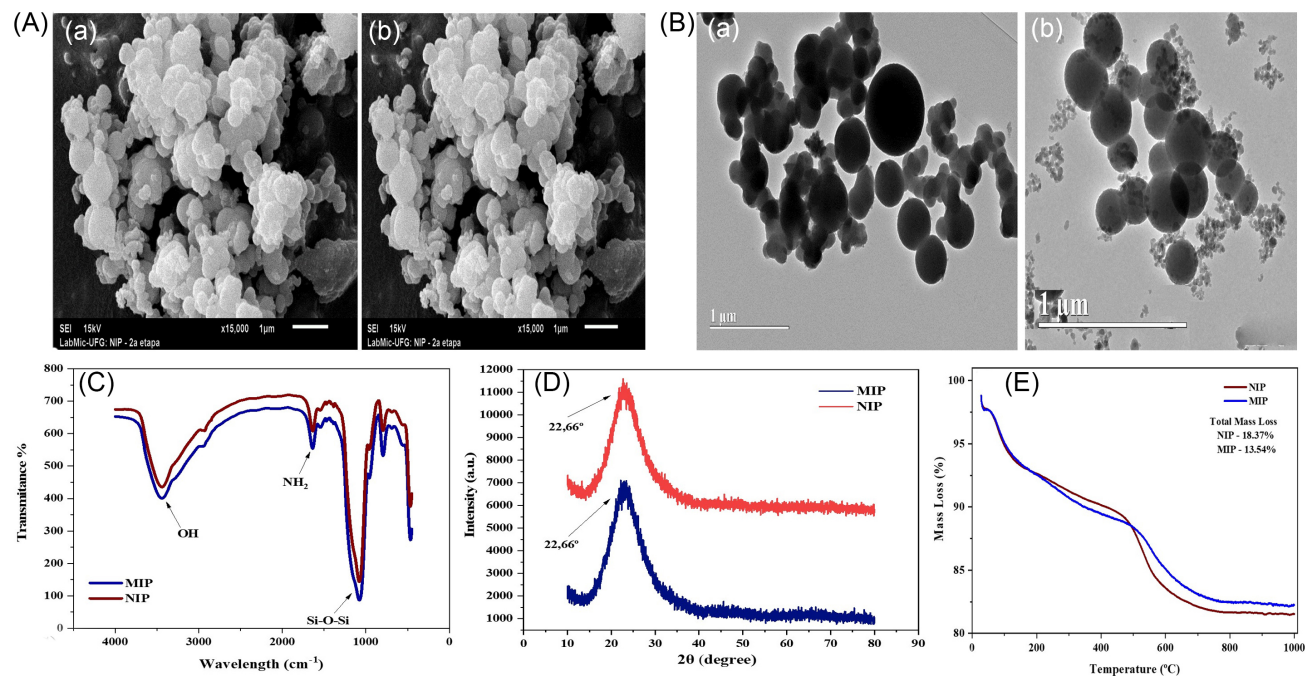 (A)
(a)
SEI 15kV x15,000 1μm
LabMic-UFG: NIP - 2a etapa
(b)
SEI 15kV x15,000 1μm
LabMic-UFG: NIP - 2a etapa
(B)
(a)
1 μm
(b)
1 μm
(C)
800
700
600
500
400
300
200
100
0
Transmitance %
OH
NH2
Si-O-Si
MIP
NIP
4000
3000
2000
1000
0
Wavelength (cm-1)
(D)
12000
11000
10000
9000
8000
7000
6000
5000
4000
3000
2000
1000
Intensity (a.u.)
MIP
NIP
22,66º
22,66º
10 20 30 40 50 60 70 80 90
2θ (degree)
(E)
100
95
90
85
80
Mass Loss (%)
NIP
MIP
Total Mass Loss
NIP - 18.37%
MIP - 13.54%
0 200 400 600 800 1000
Temperature (ºC)